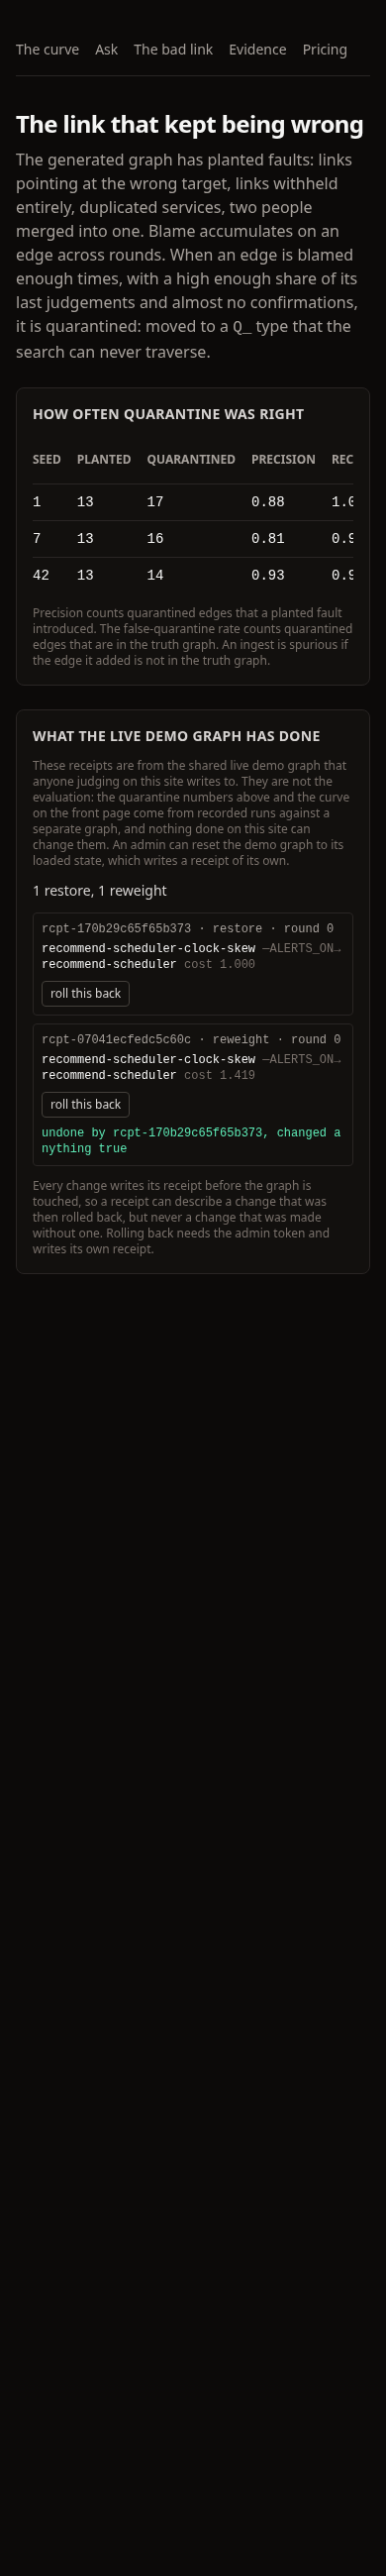 The curve Ask The bad link Evidence Pricing
The link that kept being wrong
The generated graph has planted faults: links
pointing at the wrong target, links withheld
entirely, duplicated services, two people
merged into one. Blame accumulates on an
edge across rounds. When an edge is blamed
enough times, with a high enough share of its
last judgements and almost no confirmations,
it is quarantined: moved to a Q_ type that the
search can never traverse.
HOW OFTEN QUARANTINE WAS RIGHT
SEED PLANTED QUARANTINED PRECISION REC
1 13 17 0.88 1.0
7 13 16 0.81 0.9
42 13 14 0.93 0.9
Precision counts quarantined edges that a planted fault
introduced. The false-quarantine rate counts quarantined
edges that are in the truth graph. An ingest is spurious if
the edge it added is not in the truth graph.
WHAT THE LIVE DEMO GRAPH HAS DONE
These receipts are from the shared live demo graph that
anyone judging on this site writes to. They are not the
evaluation: the quarantine numbers above and the curve
on the front page come from recorded runs against a
separate graph, and nothing done on this site can
change them. An admin can reset the demo graph to its
loaded state, which writes a receipt of its own.
1 restore, 1 reweight
rcpt-170b29c65f65b373 · restore · round 0
recommend-scheduler-clock-skew —ALERTS_ON→
recommend-scheduler cost 1.000
roll this back
rcpt-07041ecfedc5c60c · reweight · round 0
recommend-scheduler-clock-skew —ALERTS_ON→
recommend-scheduler cost 1.419
roll this back
undone by rcpt-170b29c65f65b373, changed a
nything true
Every change writes its receipt before the graph is
touched, so a receipt can describe a change that was
then rolled back, but never a change that was made
without one. Rolling back needs the admin token and
writes its own receipt.